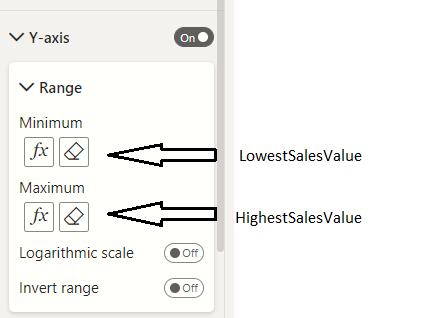 Y-axis On
Range
Minimum
fx LowestSalesValue
Maximum
fx HighestSalesValue
Logarithmic scale Off
Invert range Off